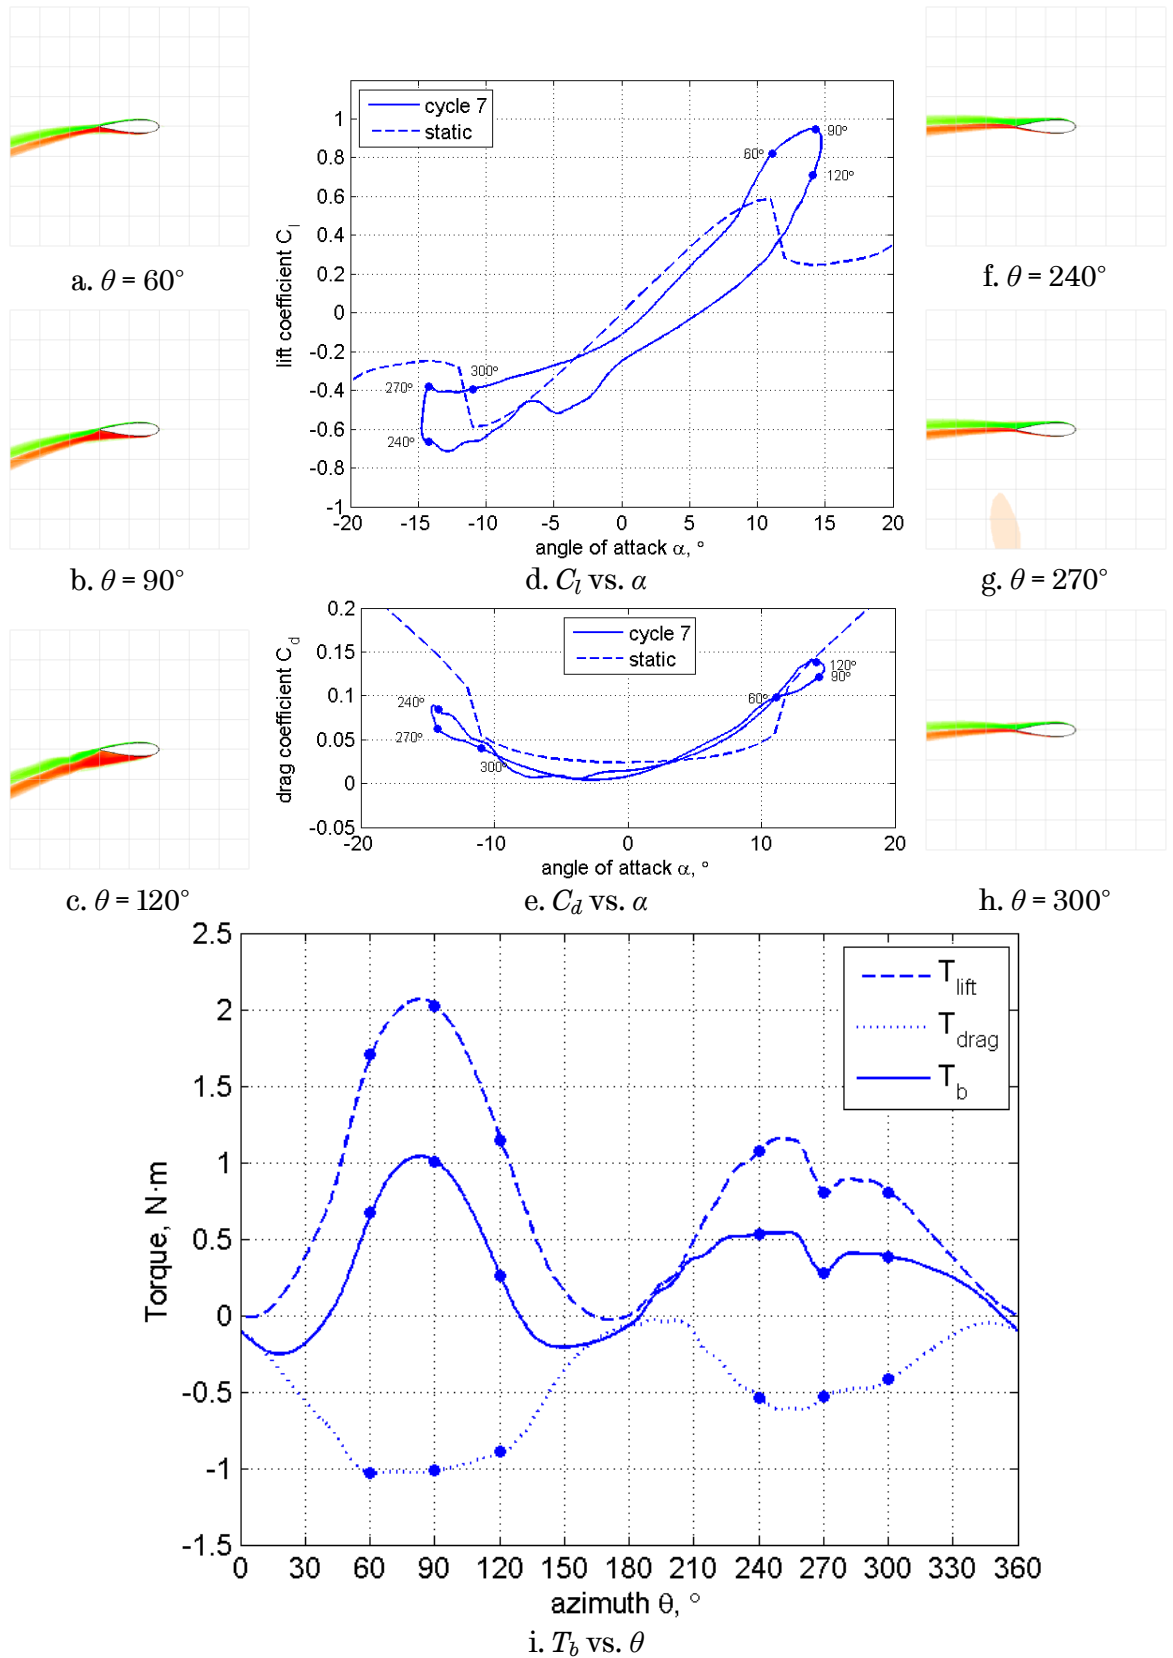 a. θ = 60°
b. θ = 90°
c. θ = 120°
cycle 7
static
lift coefficient C_l
1
0.8
0.6
0.4
0.2
0
-0.2
-0.4
-0.6
-0.8
-1
60°
90°
120°
300°
270°
240°
-20 -15 -10 -5 0 5 10 15 20
angle of attack α, °
d. C_l vs. α
cycle 7
static
drag coefficient C_d
0.2
0.15
0.1
0.05
0
-0.05
240°
270°
300°
60°
120°
90°
-20 -10 0 10 20
angle of attack α, °
e. C_d vs. α
f. θ = 240°
g. θ = 270°
h. θ = 300°
T_lift
T_drag
T_b
Torque, N·m
2.5
2
1.5
1
0.5
0
-0.5
-1
-1.5
0 30 60 90 120 150 180 210 240 270 300 330 360
azimuth θ, °
i. T_b vs. θ